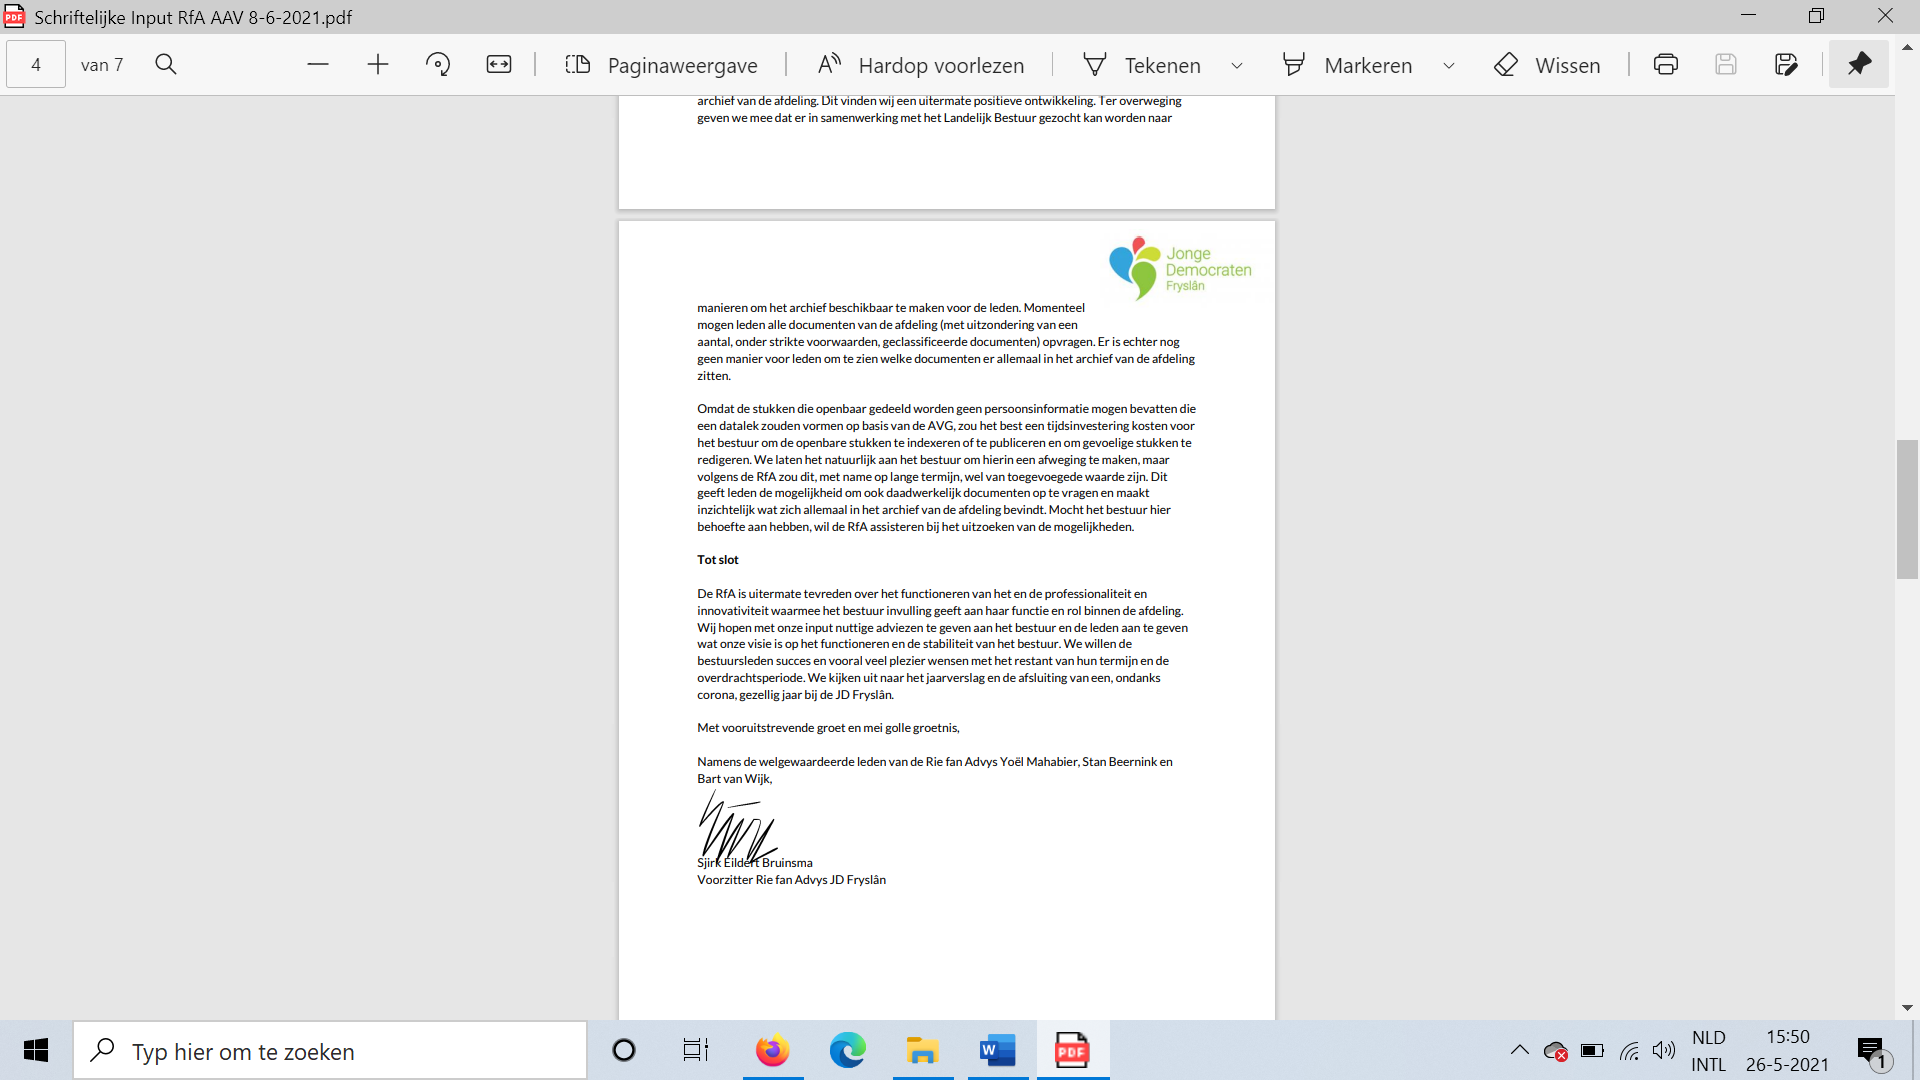 Schriftelijke Input RfA AAV 8-6-2021.pdf
4 van 7
Paginaweergave
Hardop voorlezen
Tekenen
Markeren
Wissen
archief van de afdeling. Dit vinden wij een uitermate positieve ontwikkeling. Ter overweging
geven we mee dat er in samenwerking met het Landelijk Bestuur gezocht kan worden naar
Jonge
Democraten
Fryslân
manieren om het archief beschikbaar te maken voor de leden. Momenteel
mogen leden alle documenten van de afdeling (met uitzondering van een
aantal, onder strikte voorwaarden, geclassificeerde documenten) opvragen. Er is echter nog
geen manier voor leden om te zien welke documenten er allemaal in het archief van de afdeling
zitten.
Omdat de stukken die openbaar gedeeld worden geen persoonsinformatie mogen bevatten die
een datalek zouden vormen op basis van de AVG, zou het best een tijdsinvestering kosten voor
het bestuur om de openbare stukken te indexeren of te publiceren en om gevoelige stukken te
redigeren. We laten het natuurlijk aan het bestuur om hierin een afweging te maken, maar
volgens de RfA zou dit, met name op lange termijn, wel van toegevoegede waarde zijn. Dit
geeft leden de mogelijkheid om ook daadwerkelijk documenten op te vragen en maakt
inzichtelijk wat zich allemaal in het archief van de afdeling bevindt. Mocht het bestuur hier
behoefte aan hebben, wil de RfA assisteren bij het uitzoeken van de mogelijkheden.
Tot slot
De RfA is uitermate tevreden over het functioneren van het en de professionaliteit en
innovativiteit waarmee het bestuur invulling geeft aan haar functie en rol binnen de afdeling.
Wij hopen met onze input nuttige adviezen te geven aan het bestuur en de leden aan te geven
wat onze visie is op het functioneren en de stabiliteit van het bestuur. We willen de
bestuursleden succes en vooral veel plezier wensen met het restant van hun termijn en de
overdrachtsperiode. We kijken uit naar het jaarverslag en de afsluiting van een, ondanks
corona, gezellig jaar bij de JD Fryslân.
Met vooruitstrevende groet en mei golle groetnis,
Namens de welgewaardeerde leden van de Rie fan Advys Yoël Mahabier, Stan Beernink en
Bart van Wijk,
Sjirk Eildert Bruinsma
Voorzitter Rie fan Advys JD Fryslân
Typ hier om te zoeken
NLD
INTL
15:50
26-5-2021
1